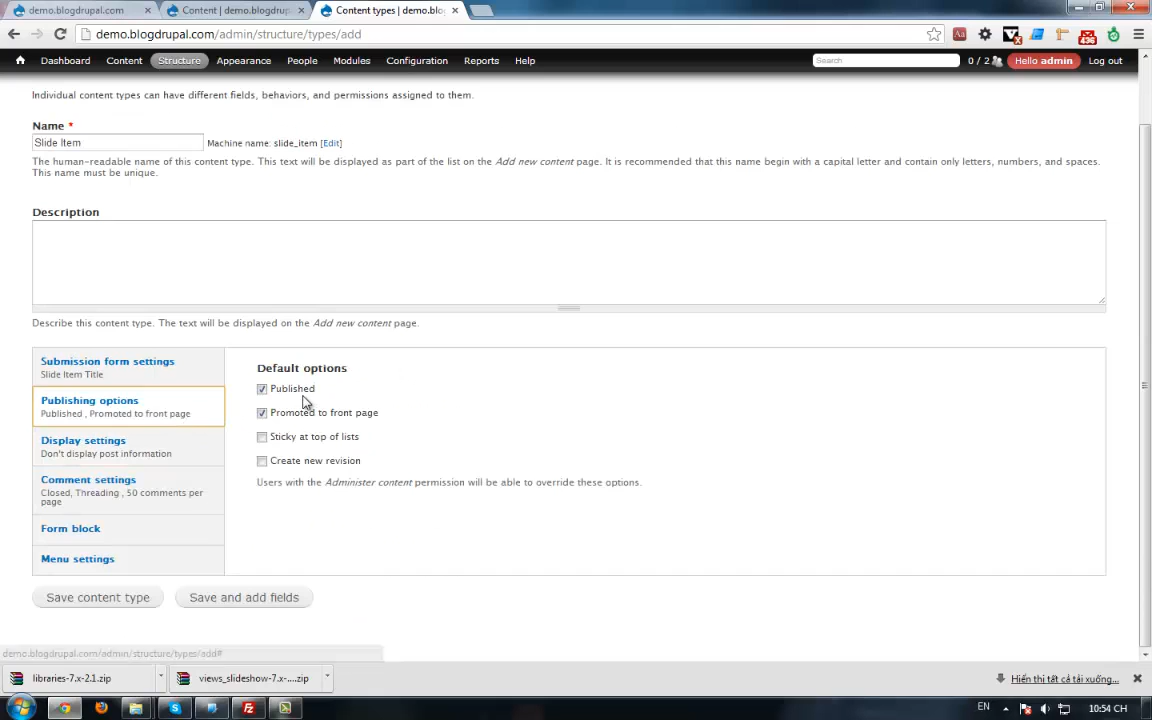 demo.blogdrupal.com
Content | demo.blogdrup
Content types | demo.blo
demo.blogdrupal.com/admin/structure/types/add
436
Dashboard Content Structure Appearance People Modules Configuration Reports Help
Search
0 / 2
Hello admin
Log out
Individual content types can have different fields, behaviors, and permissions assigned to them.
Name *
Slide Item
Machine name: slide_item [Edit]
The human-readable name of this content type. This text will be displayed as part of the list on the Add new content page. It is recommended that this name begin with a capital letter and contain only letters, numbers, and spaces.
This name must be unique.
Description
Describe this content type. The text will be displayed on the Add new content page.
Submission form settings
Slide Item Title
Publishing options
Published , Promoted to front page
Display settings
Don't display post information
Comment settings
Closed, Threading , 50 comments per
page
Form block
Menu settings
Default options
Published
Promoted to front page
Sticky at top of lists
Create new revision
Users with the Administer content permission will be able to override these options.
Save content type
Save and add fields
demo.blogdrupal.com/admin/structure/types/add#
libraries-7.x-2.1.zip
views_slideshow-7.x-....zip
Hiển thị tất cả tải xuống...
EN
10:54 CH